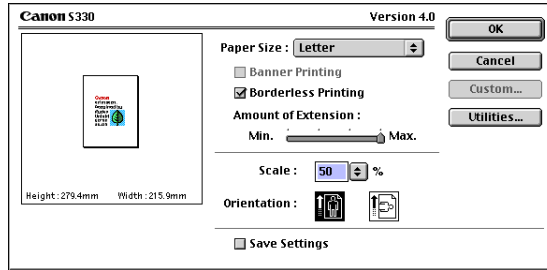 Canon S330 Version 4.0
OK
Paper Size : Letter
Cancel
Banner Printing
Custom...
Borderless Printing
Utilities...
Amount of Extension :
Min. Max.
Scale : 50 %
Height : 279.4mm Width : 215.9mm
Orientation :
Save Settings